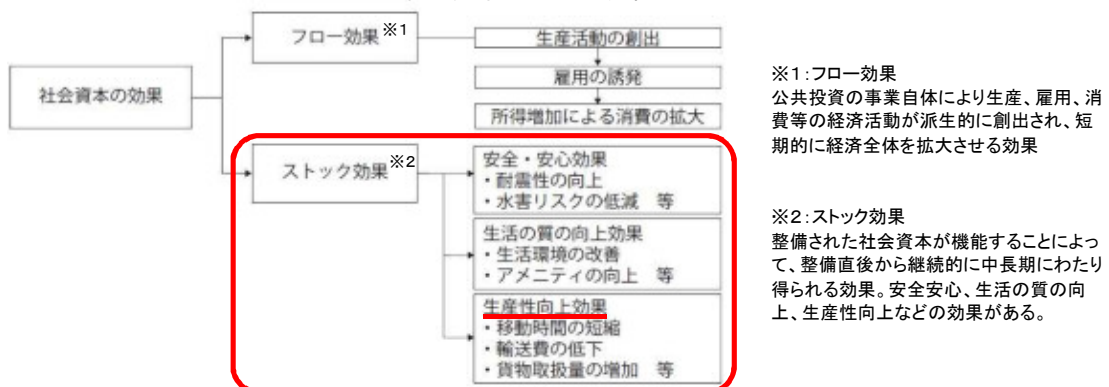 社会資本の効果
フロー効果※1
生産活動の創出
雇用の誘発
所得増加による消費の拡大
ストック効果※2
安全・安心効果
・耐震性の向上
・水害リスクの低減　等
生活の質の向上効果
・生活環境の改善
・アメニティの向上　等
生産性向上効果
・移動時間の短縮
・輸送費の低下
・貨物取扱量の増加　等
※1:フロー効果
公共投資の事業自体により生産、雇用、消
費等の経済活動が派生的に創出され、短
期的に経済全体を拡大させる効果
※2:ストック効果
整備された社会資本が機能することによっ
て、整備直後から継続的に中長期にわたり
得られる効果。安全安心、生活の質の向
上、生産性向上などの効果がある。